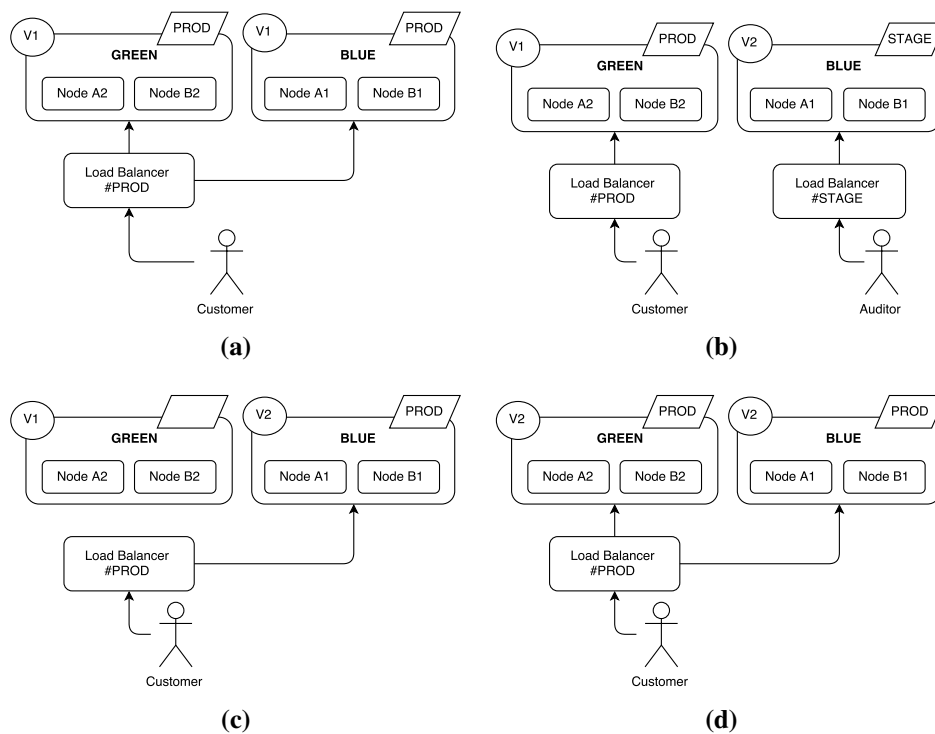 V1
PROD
GREEN
Node A2
Node B2
V1
PROD
BLUE
Node A1
Node B1
Load Balancer
#PROD
Customer
(a)
V1
PROD
GREEN
Node A2
Node B2
V2
STAGE
BLUE
Node A1
Node B1
Load Balancer
#PROD
Load Balancer
#STAGE
Customer
Auditor
(b)
V1
GREEN
Node A2
Node B2
V2
PROD
BLUE
Node A1
Node B1
Load Balancer
#PROD
Customer
(c)
V2
PROD
GREEN
Node A2
Node B2
V2
PROD
BLUE
Node A1
Node B1
Load Balancer
#PROD
Customer
(d)